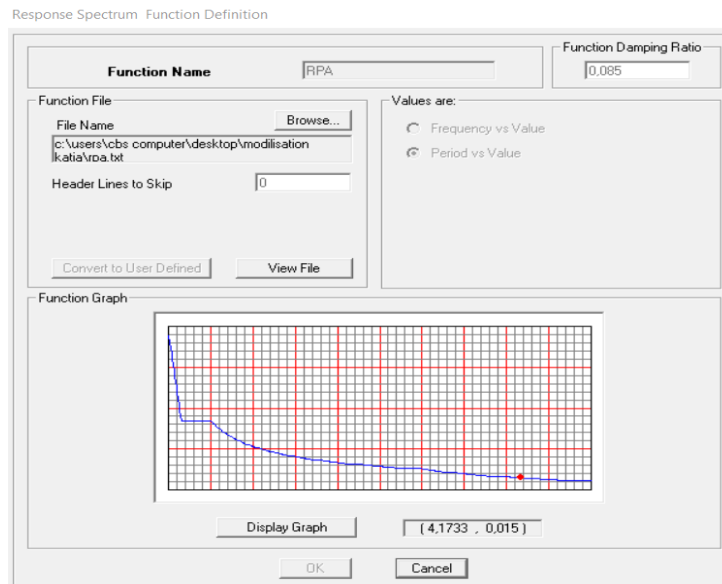 Response Spectrum Function Definition
Function Name
RPA
Function Damping Ratio
0,085
Function File
File Name
Browse...
c:\users\cbs computer\desktop\modilisation
katia\rpa.txt
Header Lines to Skip
0
Convert to User Defined
View File
Values are:
Frequency vs Value
Period vs Value
Function Graph
Display Graph
( 4,1733 , 0,015 )
OK
Cancel